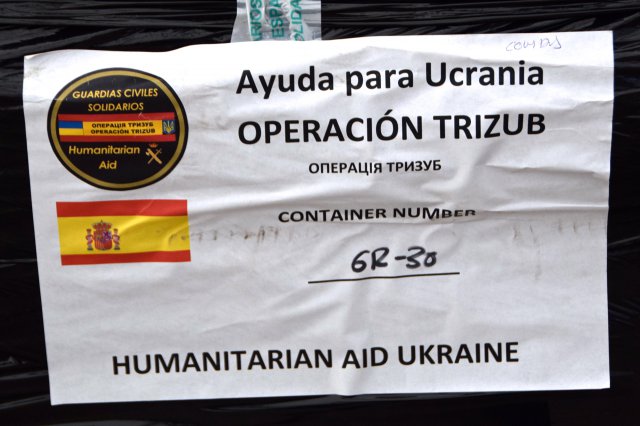 GUARDIAS CIVILES
SOLIDARIOS
ОПЕРАЦІЯ ТРИЗУБ
OPERACIÓN TRIZUB
Humanitarian
Aid
Ayuda para Ucrania
OPERACIÓN TRIZUB
ОПЕРАЦІЯ ТРИЗУБ
CONTAINER NUMBER
GR-30
HUMANITARIAN AID UKRAINE